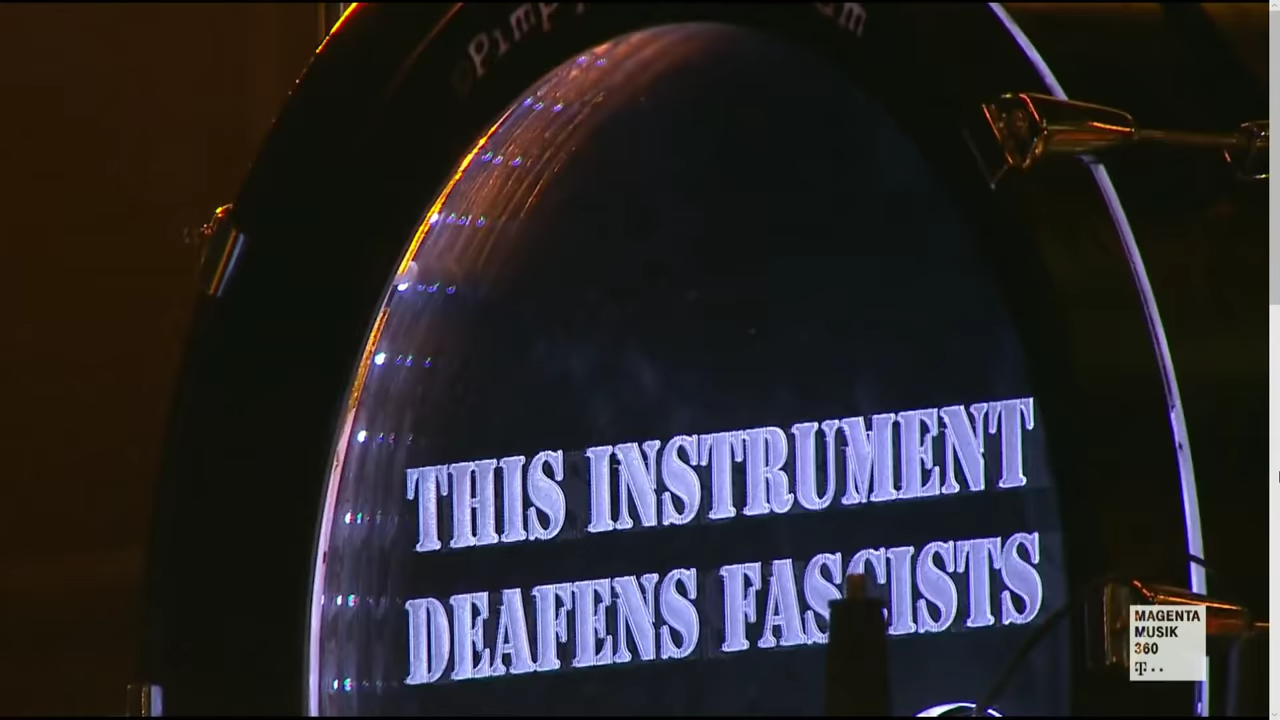 THIS INSTRUMENT
DEAFENS FASCISTS
MAGENTA
MUSIK
360
T